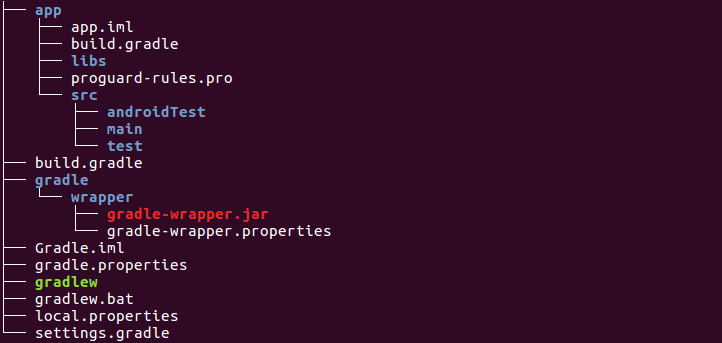 app
app.iml
build.gradle
libs
proguard-rules.pro
src
androidTest
main
test
build.gradle
gradle
wrapper
gradle-wrapper.jar
gradle-wrapper.properties
Gradle.iml
gradle.properties
gradlew
gradlew.bat
local.properties
settings.gradle